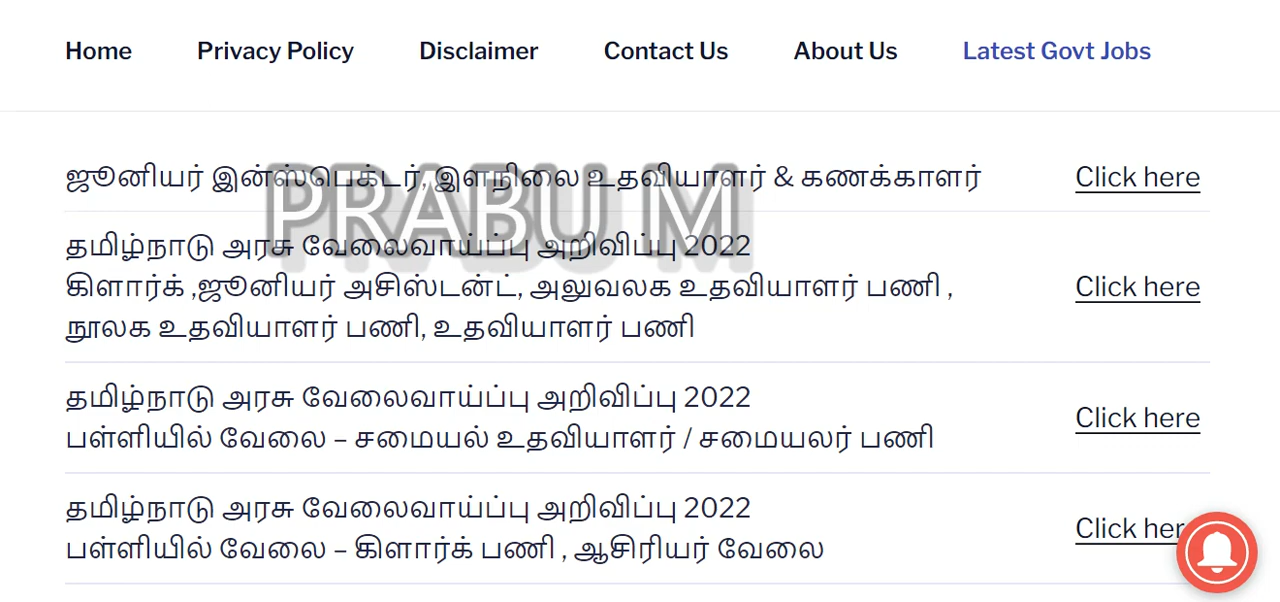 Home Privacy Policy Disclaimer Contact Us About Us Latest Govt Jobs
ஜூனியர் இன்ஸ்பெக்டர், இளநிலை உதவியாளர் & கணக்காளர் Click here
PRABU M
தமிழ்நாடு அரசு வேலைவாய்ப்பு அறிவிப்பு 2022
கிளார்க் ,ஜூனியர் அசிஸ்டன்ட், அலுவலக உதவியாளர் பணி , Click here
நூலக உதவியாளர் பணி, உதவியாளர் பணி
தமிழ்நாடு அரசு வேலைவாய்ப்பு அறிவிப்பு 2022
பள்ளியில் வேலை – சமையல் உதவியாளர் / சமையலர் பணி Click here
தமிழ்நாடு அரசு வேலைவாய்ப்பு அறிவிப்பு 2022
பள்ளியில் வேலை – கிளார்க் பணி , ஆசிரியர் வேலை Click her